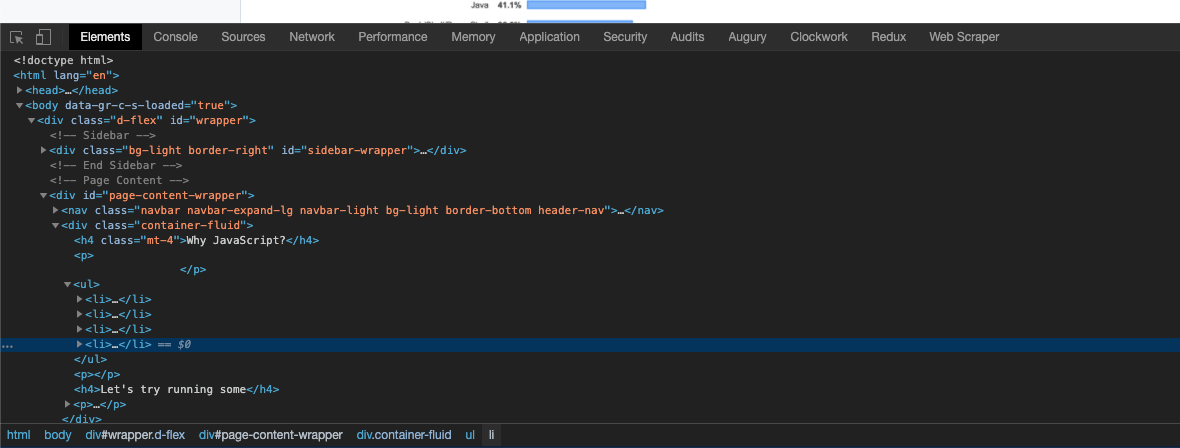 Java 41.1%
Elements Console Sources Network Performance Memory Application Security Audits Augury Clockwork Redux Web Scraper
<!doctype html>
<html lang="en">
<head>…</head>
<body data-gr-c-s-loaded="true">
<div class="d-flex" id="wrapper">
<!-- Sidebar -->
<div class="bg-light border-right" id="sidebar-wrapper">…</div>
<!-- End Sidebar -->
<!-- Page Content -->
<div id="page-content-wrapper">
<nav class="navbar navbar-expand-lg navbar-light bg-light border-bottom header-nav">…</nav>
<div class="container-fluid">
<h4 class="mt-4">Why JavaScript?</h4>
<p>
</p>
<ul>
<li>…</li>
<li>…</li>
<li>…</li>
… <li>…</li> == $0
</ul>
<p></p>
<h4>Let's try running some</h4>
<p>…</p>
</div>
html body div#wrapper.d-flex div#page-content-wrapper div.container-fluid ul li